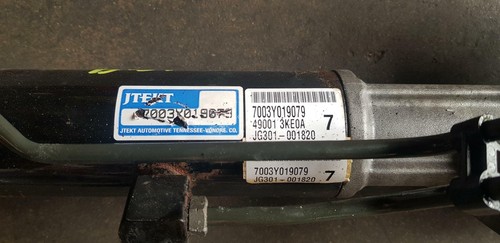 JTEKT
7003Y019079
JTEKT AUTOMOTIVE TENNESSEE-VONORE, CO.
7003Y019079
49001 3KE0A
JG301-001820
7
7003Y019079
JG301-001820
7